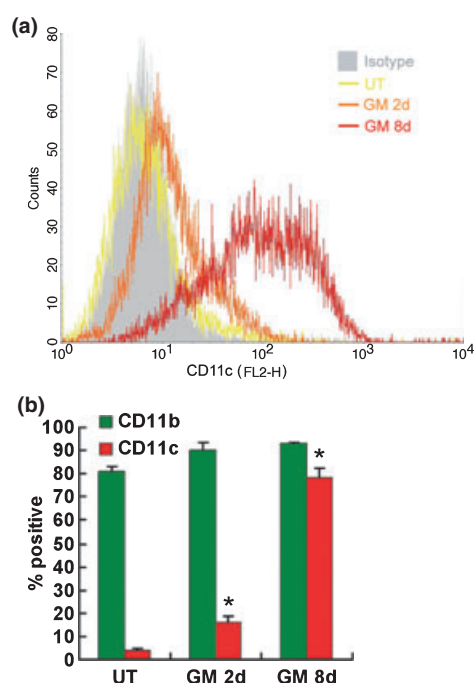 (a)
80
70
60
50
40
30
20
10
0
Counts
Isotype
UT
GM 2d
GM 8d
10^0
10^1
10^2
10^3
10^4
CD11c (FL2-H)
(b)
100
90
80
70
60
50
40
30
20
10
0
% positive
CD11b
CD11c
*
*
UT
GM 2d
GM 8d